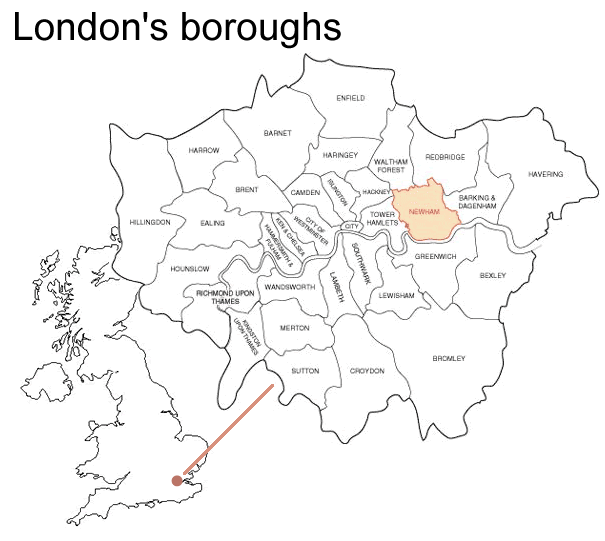 London's boroughs
ENFIELD
BARNET
HARROW
HARINGEY
WALTHAM
FOREST
REDBRIDGE
HAVERING
BRENT
CAMDEN
ISLINGTON
HACKNEY
BARKING &
DAGENHAM
NEWHAM
TOWER
HAMLETS
HILLINGDON
EALING
HAMMERSMITH &
FULHAM
KEN & CHELSEA
CITY OF
WESTMINSTER
CITY
HOUNSLOW
RICHMOND UPON
THAMES
WANDSWORTH
LAMBETH
SOUTHWARK
LEWISHAM
GREENWICH
BEXLEY
KINGSTON
UPON THAMES
MERTON
SUTTON
CROYDON
BROMLEY